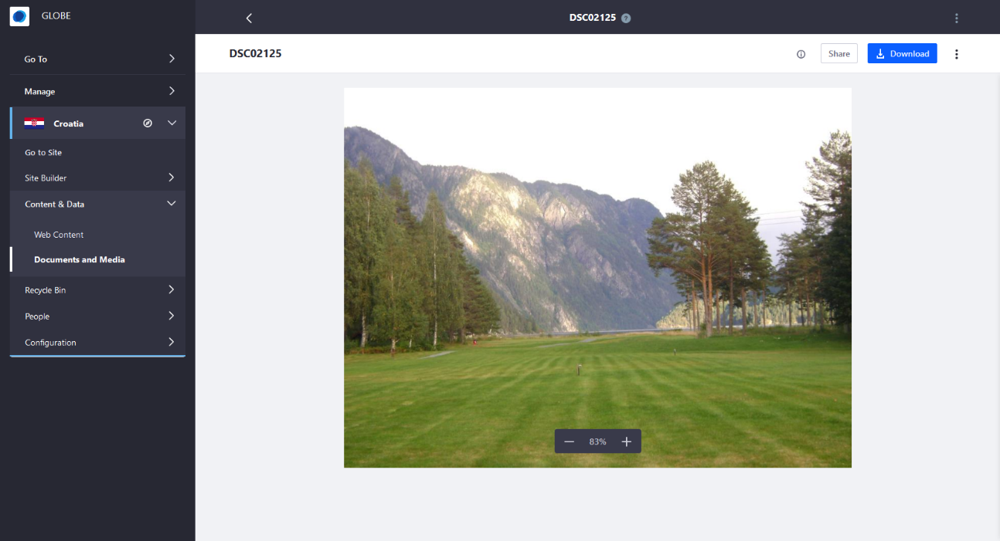 GLOBE
DSC02125
Go To
DSC02125
Share
Download
Manage
Croatia
Go to Site
Site Builder
Content & Data
Web Content
Documents and Media
Recycle Bin
People
Configuration
83%